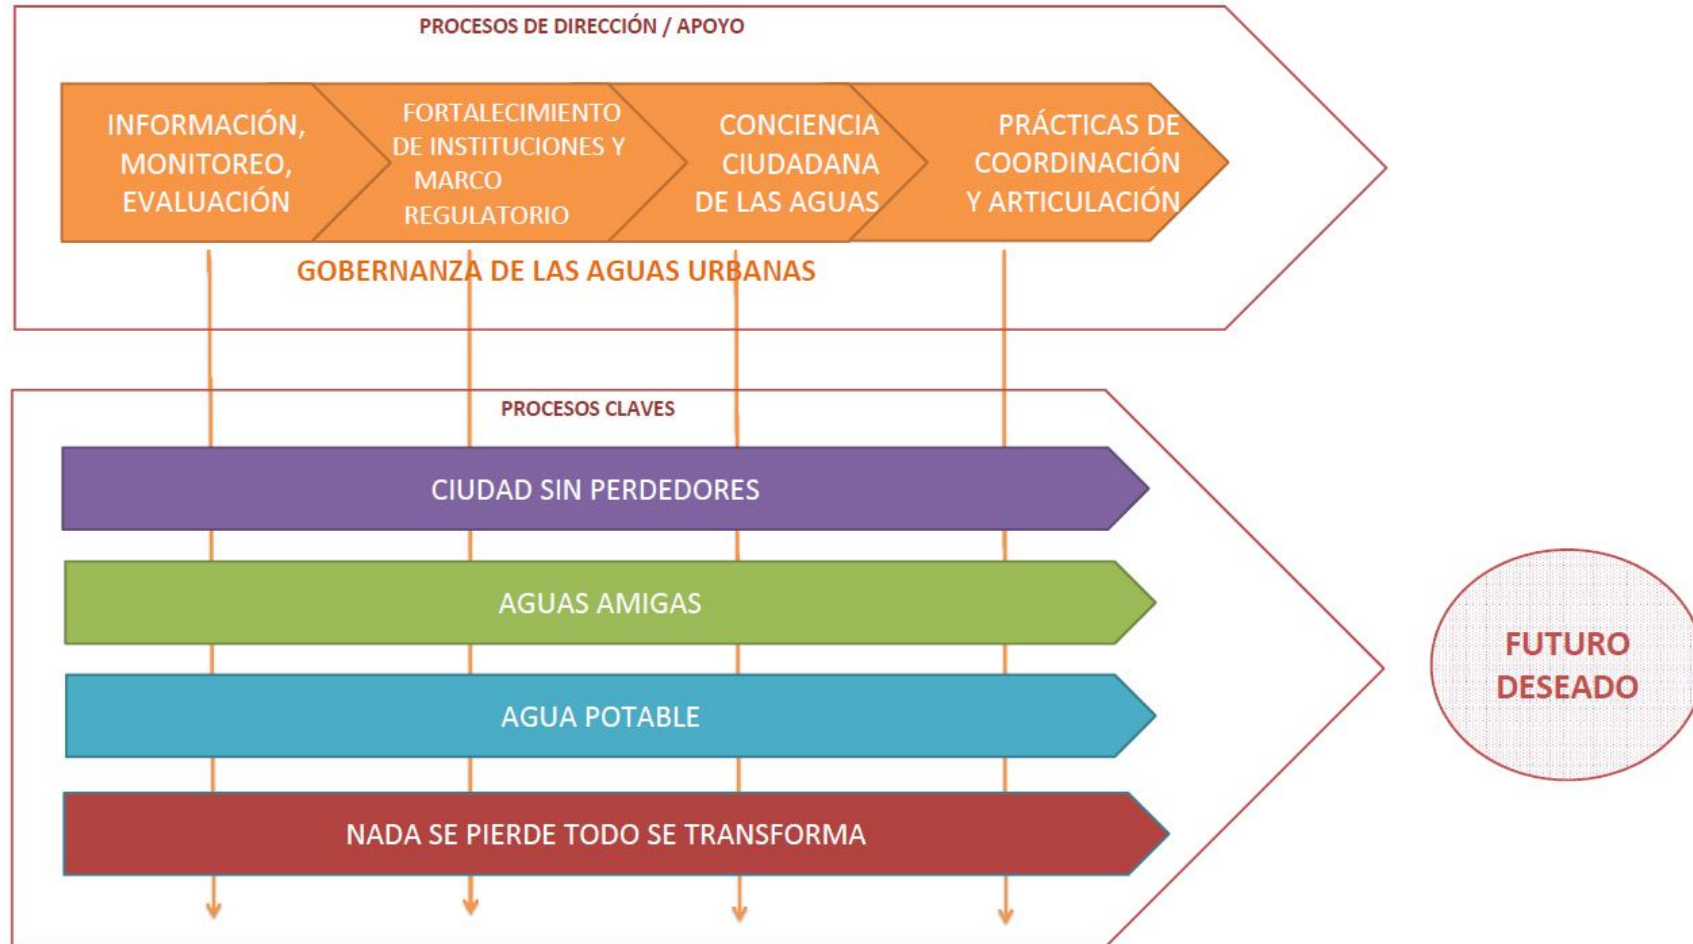 PROCESOS DE DIRECCIÓN / APOYO
INFORMACIÓN,
MONITOREO,
EVALUACIÓN
FORTALECIMIENTO
DE INSTITUCIONES Y
MARCO
REGULATORIO
CONCIENCIA
CIUDADANA
DE LAS AGUAS
PRÁCTICAS DE
COORDINACIÓN
Y ARTICULACIÓN
GOBERNANZA DE LAS AGUAS URBANAS
PROCESOS CLAVES
CIUDAD SIN PERDEDORES
AGUAS AMIGAS
AGUA POTABLE
NADA SE PIERDE TODO SE TRANSFORMA
FUTURO
DESEADO